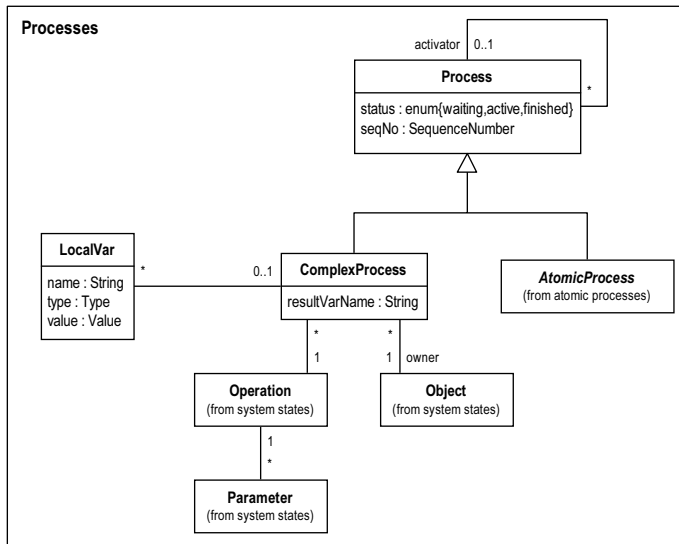 Processes
activator
0..1
Process
*
status : enum{waiting,active,finished}
seqNo : SequenceNumber
LocalVar
*
0..1
ComplexProcess
AtomicProcess
name : String
type : Type
value : Value
resultVarName : String
(from atomic processes)
*
*
1
1
owner
Operation
(from system states)
Object
(from system states)
1
*
Parameter
(from system states)